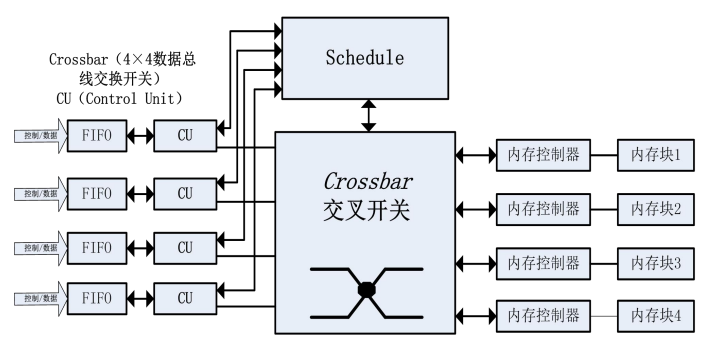 Crossbar（4×4数据总
线交换开关）
CU（Control Unit）
Schedule
控制/数据
FIFO
CU
控制/数据
FIFO
CU
控制/数据
FIFO
CU
控制/数据
FIFO
CU
Crossbar
交叉开关
内存控制器
内存块1
内存控制器
内存块2
内存控制器
内存块3
内存控制器
内存块4